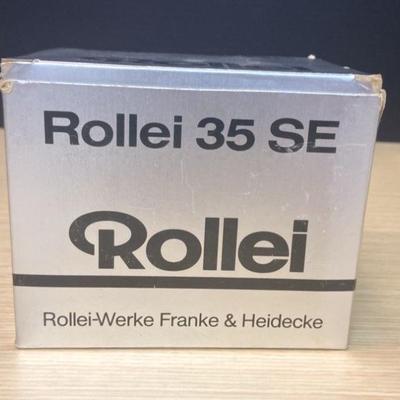 Rollei 35 SE
Rollei
Rollei-Werke Franke & Heidecke